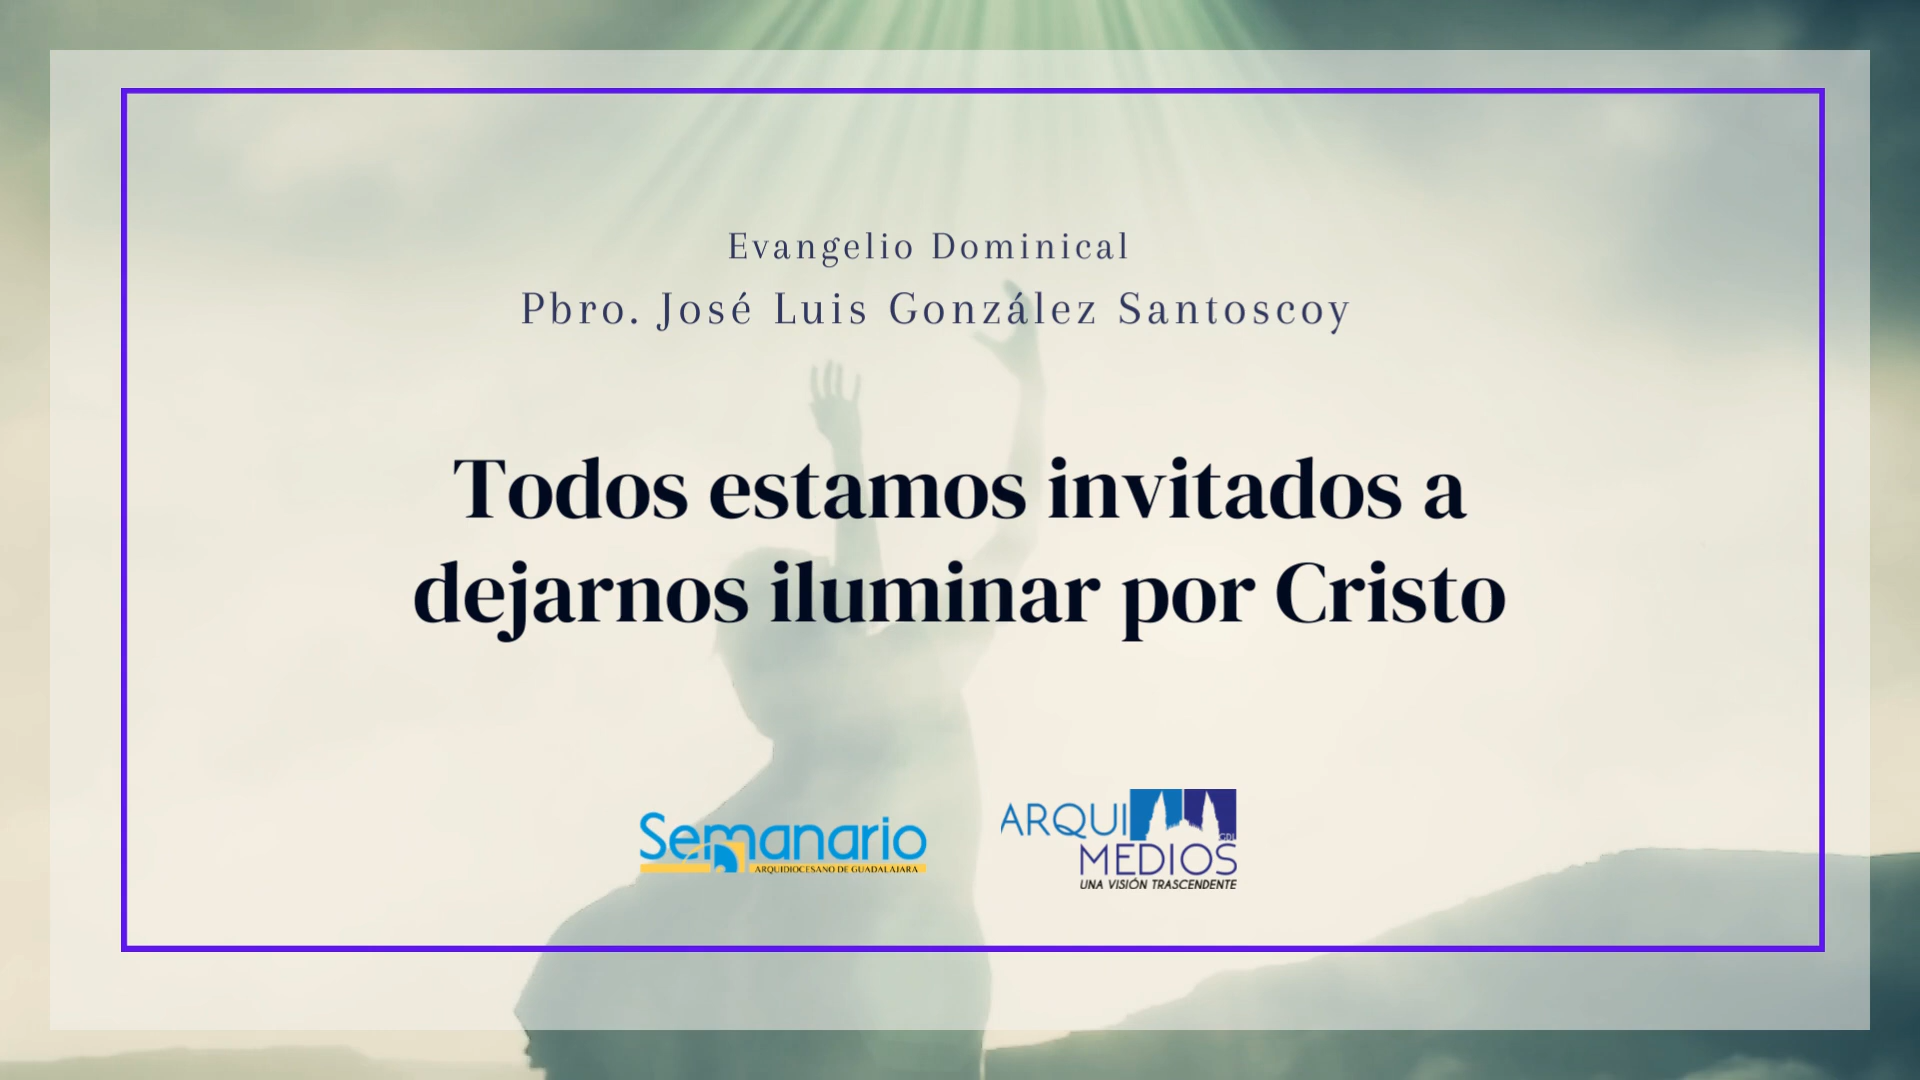 Evangelio Dominical
Pbro. José Luis González Santoscoy
Todos estamos invitados a
dejarnos iluminar por Cristo
Semanario
ARQUIDIOCESANO DE GUADALAJARA
ARQUI
GDL
MEDIOS
UNA VISIÓN TRASCENDENTE